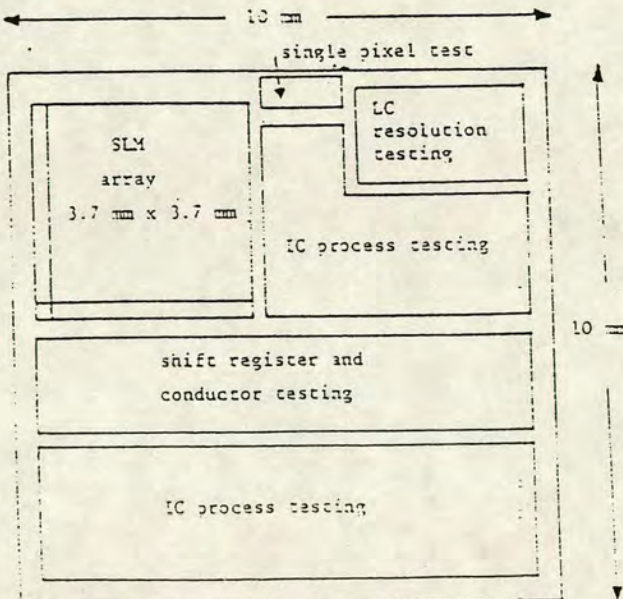 10 mm
single pixel test
SLM
array
3.7 mm x 3.7 mm
LC
resolution
testing
IC process testing
10 mm
shift register and
conductor testing
IC process testing